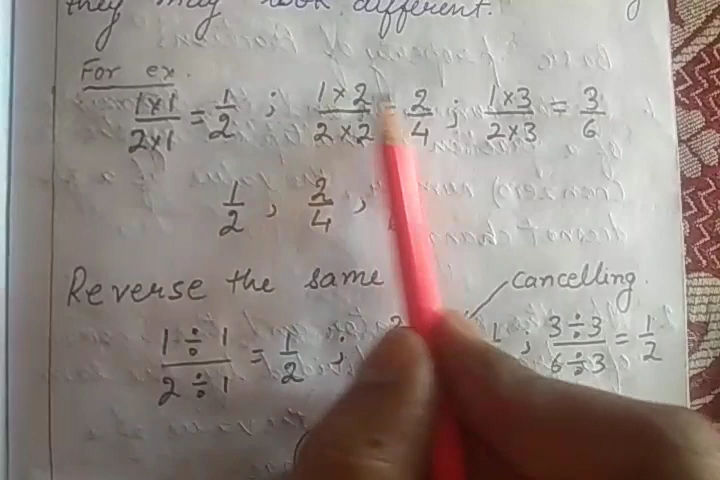 they may look different.
For ex.
1×1/2×1 = 1/2 ; 1×2/2×2 = 2/4 ; 1×3/2×3 = 3/6
1/2 , 2/4 ,
Reverse the same cancelling.
1÷1/2÷1 = 1/2 ; 2 1 ; 3÷3/6÷3 = 1/2